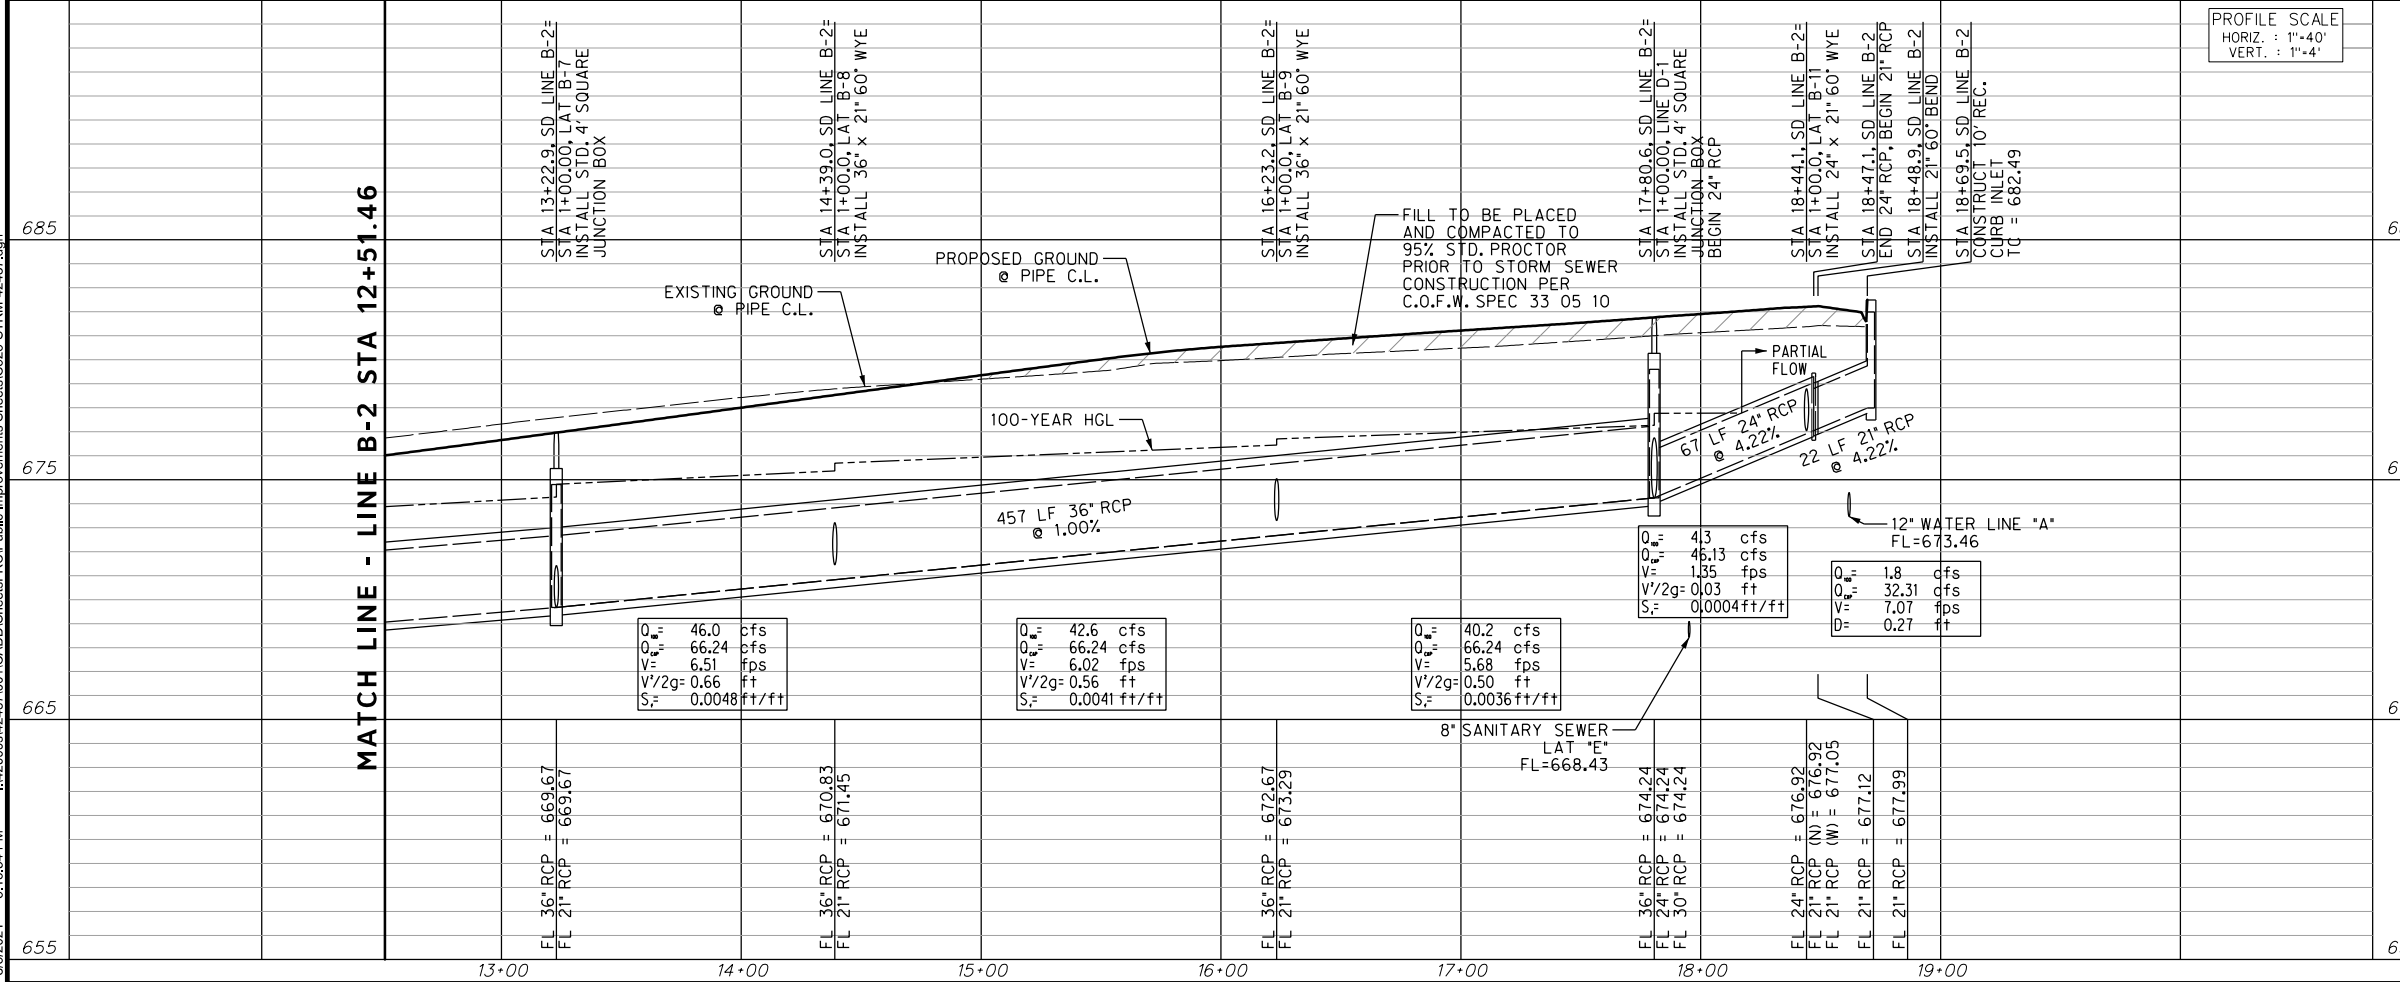 PROFILE SCALE
HORIZ. : 1"=40'
VERT. : 1"=4'
MATCH LINE - LINE B-2 STA 12+51.46
STA 13+22.9, SD LINE B-2=
STA 1+00.00, LAT B-7
INSTALL STD. 4' SQUARE
JUNCTION BOX
STA 14+39.0, SD LINE B-2=
STA 1+00.0, LAT B-8
INSTALL 36" x 21" 60° WYE
STA 16+23.2, SD LINE B-2=
STA 1+00.0, LAT B-9
INSTALL 36" x 21" 60° WYE
STA 17+80.6, SD LINE B-2=
STA 1+00.00, LINE D-1
INSTALL STD. 4' SQUARE
JUNCTION BOX
BEGIN 24" RCP
STA 18+44.1, SD LINE B-2=
STA 1+00.0, LAT B-11
INSTALL 24" x 21" 60° WYE
STA 18+47.1, SD LINE B-2
END 24" RCP, BEGIN 21" RCP
STA 18+48.9, SD LINE B-2
INSTALL 21" 60° BEND
STA 18+69.5, SD LINE B-2
CONSTRUCT 10' REC.
CURB INLET
TC = 682.49
685
675
665
655
EXISTING GROUND
@ PIPE C.L.
PROPOSED GROUND
@ PIPE C.L.
FILL TO BE PLACED
AND COMPACTED TO
95% STD. PROCTOR
PRIOR TO STORM SEWER
CONSTRUCTION PER
C.O.F.W. SPEC 33 05 10
PARTIAL
FLOW
100-YEAR HGL
457 LF 36" RCP
@ 1.00%
67 LF 24" RCP
@ 4.22%
22 LF 21" RCP
@ 4.22%
12" WATER LINE "A"
FL=673.46
Q100= 46.0 cfs
QCAP= 66.24 cfs
V= 6.51 fps
V²/2g= 0.66 ft
Sf= 0.0048 ft/ft
Q100= 42.6 cfs
QCAP= 66.24 cfs
V= 6.02 fps
V²/2g= 0.56 ft
Sf= 0.0041 ft/ft
Q100= 40.2 cfs
QCAP= 66.24 cfs
V= 5.68 fps
V²/2g= 0.50 ft
Sf= 0.0036 ft/ft
Q100= 4.3 cfs
QCAP= 46.13 cfs
V= 1.35 fps
V²/2g= 0.03 ft
Sf= 0.0004 ft/ft
Q100= 1.8 cfs
QCAP= 32.31 cfs
V= 7.07 fps
D= 0.27 ft
8" SANITARY SEWER
LAT "E"
FL=668.43
FL 36" RCP = 669.67
FL 21" RCP = 669.67
FL 36" RCP = 670.83
FL 21" RCP = 671.45
FL 36" RCP = 672.67
FL 21" RCP = 673.29
FL 36" RCP = 674.24
FL 24" RCP = 674.24
FL 30" RCP = 674.24
FL 24" RCP = 676.92
FL 21" RCP (N) = 676.92
FL 21" RCP (W) = 677.05
FL 21" RCP = 677.12
FL 21" RCP = 677.99
13+00
14+00
15+00
16+00
17+00
18+00
19+00